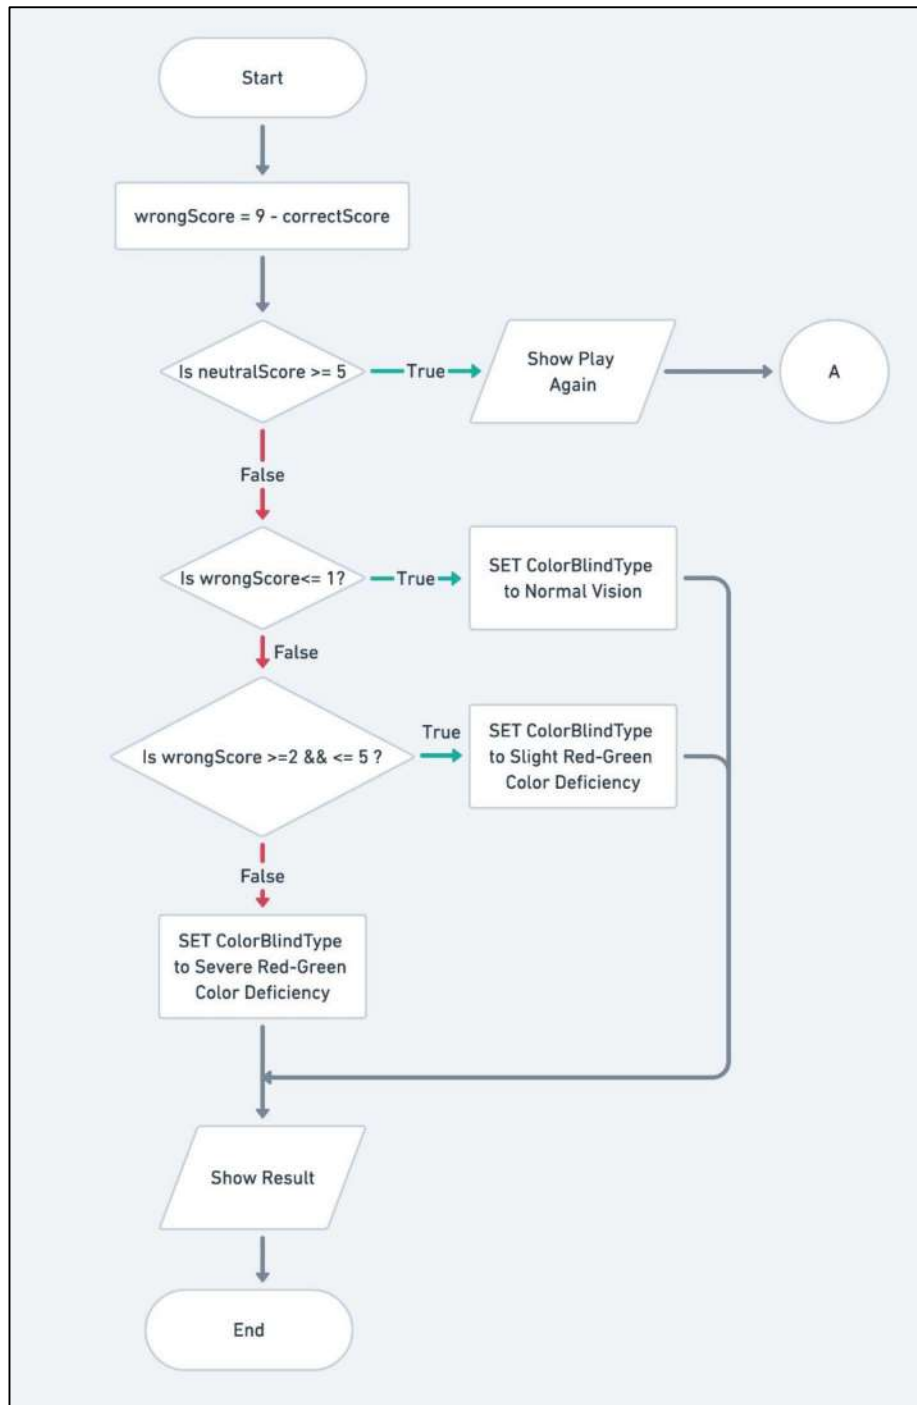 Start
wrongScore = 9 - correctScore
Is neutralScore >= 5
True
Show Play
Again
A
False
Is wrongScore<= 1?
True
SET ColorBlindType
to Normal Vision
False
Is wrongScore >=2 && <= 5 ?
True
SET ColorBlindType
to Slight Red-Green
Color Deficiency
False
SET ColorBlindType
to Severe Red-Green
Color Deficiency
Show Result
End